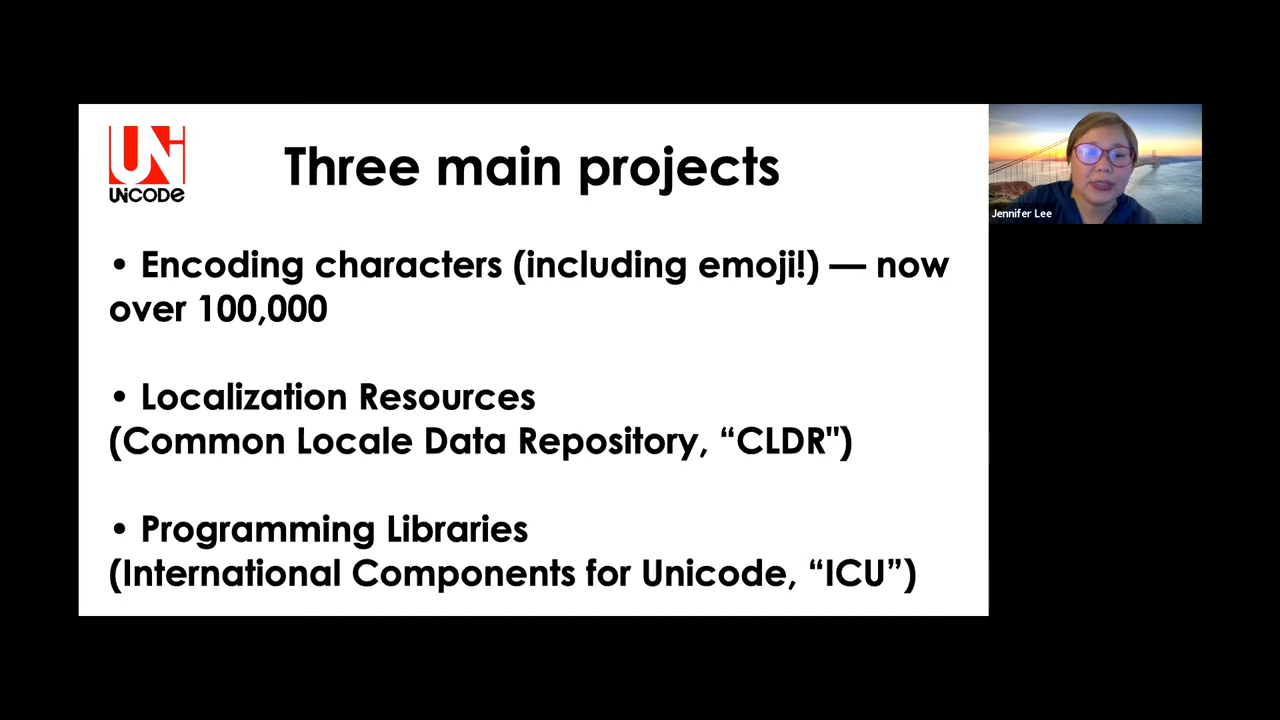 UNiCODE
Three main projects
• Encoding characters (including emoji!) — now
over 100,000
• Localization Resources
(Common Locale Data Repository, “CLDR")
• Programming Libraries
(International Components for Unicode, “ICU”)
Jennifer Lee